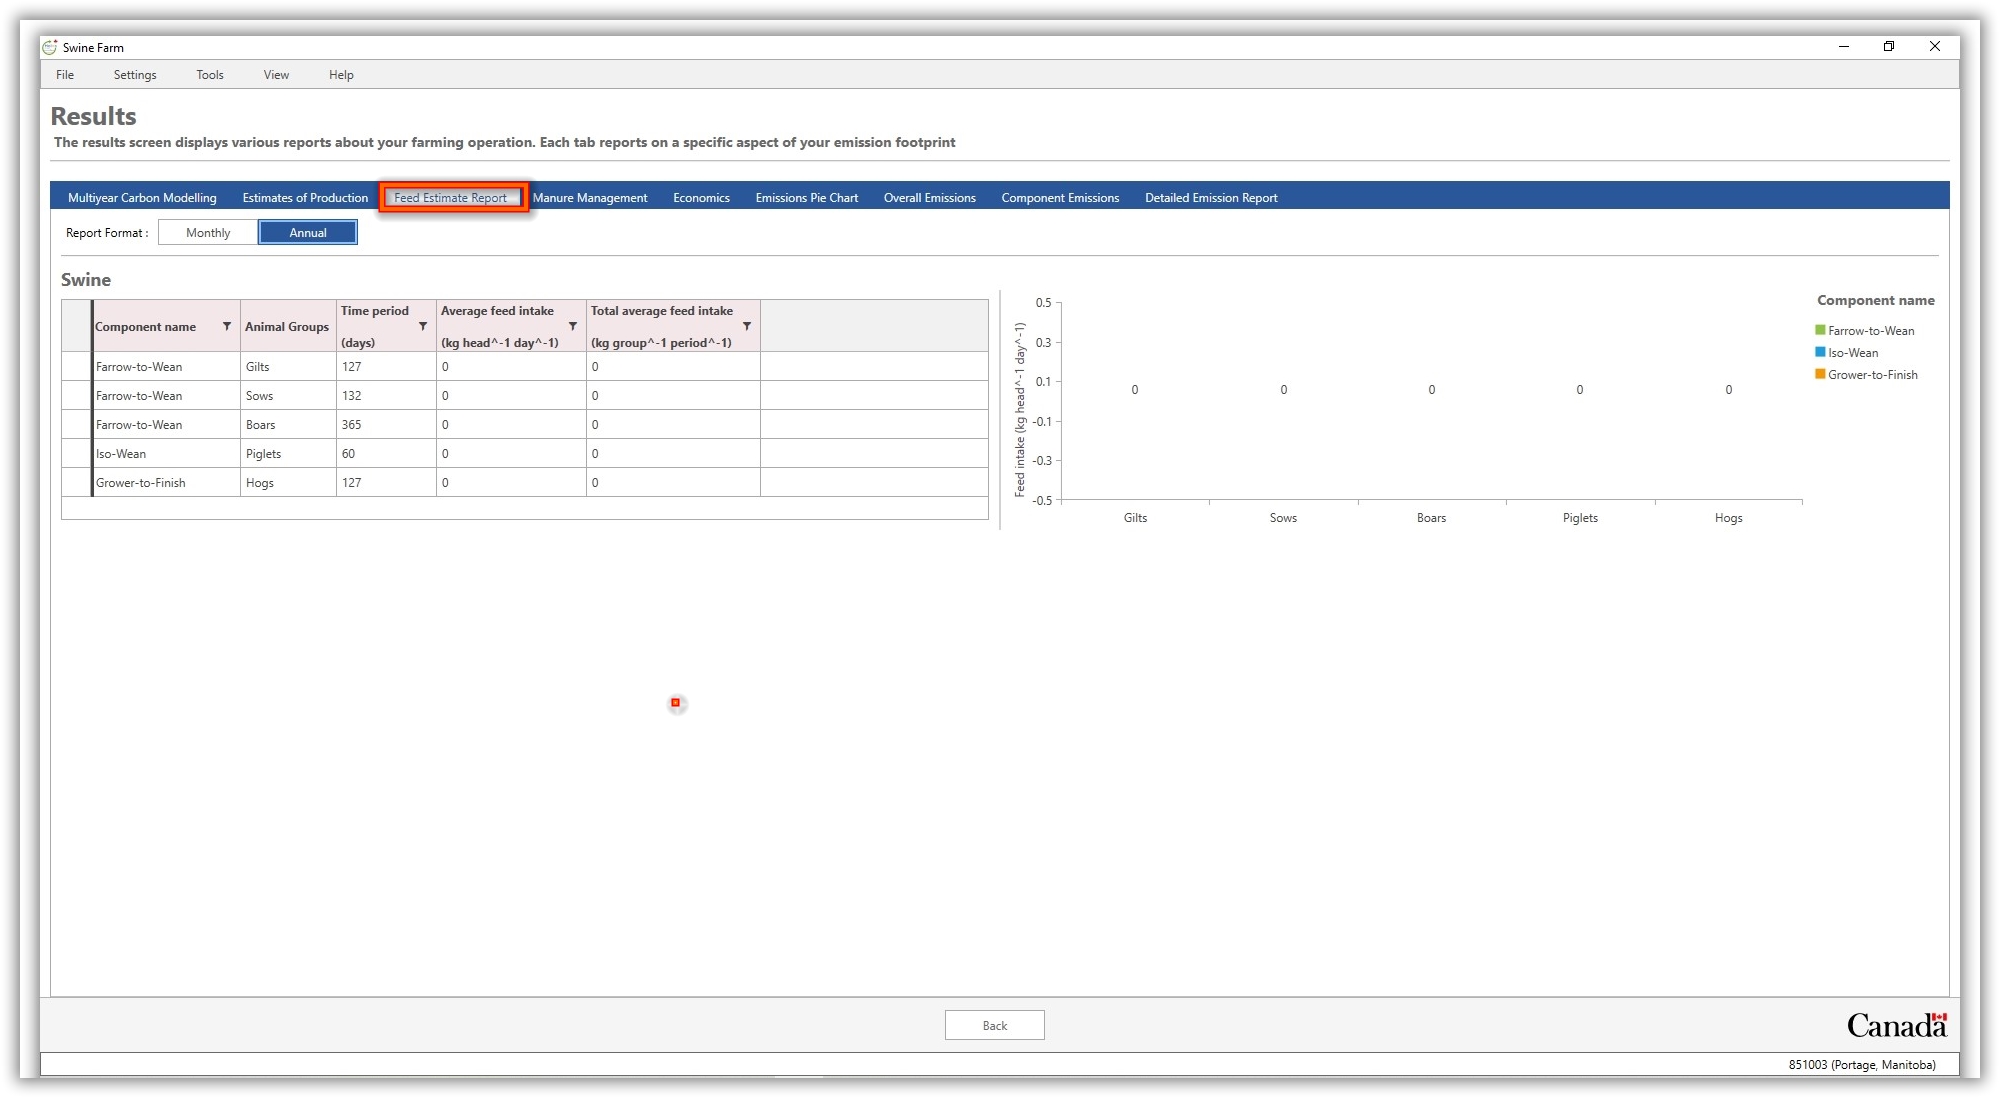 Swine Farm
File Settings Tools View Help
Results
The results screen displays various reports about your farming operation. Each tab reports on a specific aspect of your emission footprint
Multiyear Carbon Modelling Estimates of Production Feed Estimate Report Manure Management Economics Emissions Pie Chart Overall Emissions Component Emissions Detailed Emission Report
Report Format : Monthly Annual
Swine
Component name Animal Groups Time period (days) Average feed intake (kg head^-1 day^-1) Total average feed intake (kg group^-1 period^-1)
Farrow-to-Wean Gilts 127 0 0
Farrow-to-Wean Sows 132 0 0
Farrow-to-Wean Boars 365 0 0
Iso-Wean Piglets 60 0 0
Grower-to-Finish Hogs 127 0 0
Feed intake (kg head^-1 day^-1)
0.5
0.3
0.1
-0.1
-0.3
-0.5
0 0 0 0 0
Gilts Sows Boars Piglets Hogs
Component name
Farrow-to-Wean
Iso-Wean
Grower-to-Finish
Back
Canada
851003 (Portage, Manitoba)